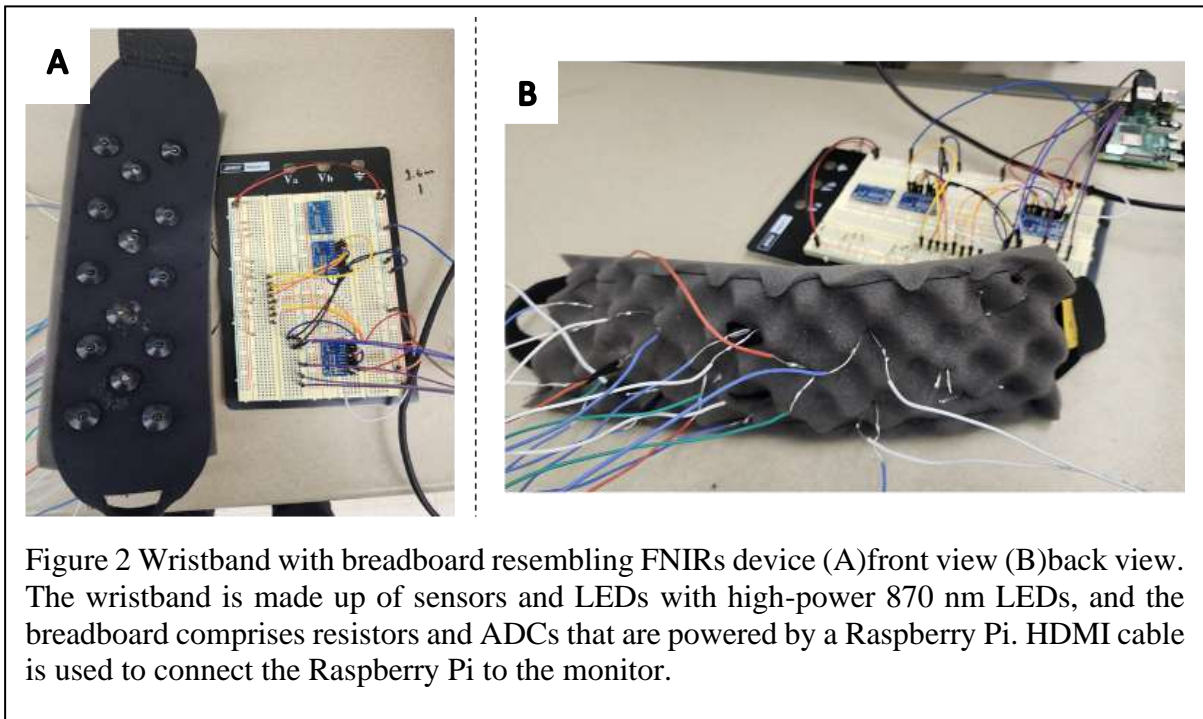 A
B
Va
Vb
Figure 2 Wristband with breadboard resembling FNIRs device (A)front view (B)back view.
The wristband is made up of sensors and LEDs with high-power 870 nm LEDs, and the
breadboard comprises resistors and ADCs that are powered by a Raspberry Pi. HDMI cable
is used to connect the Raspberry Pi to the monitor.